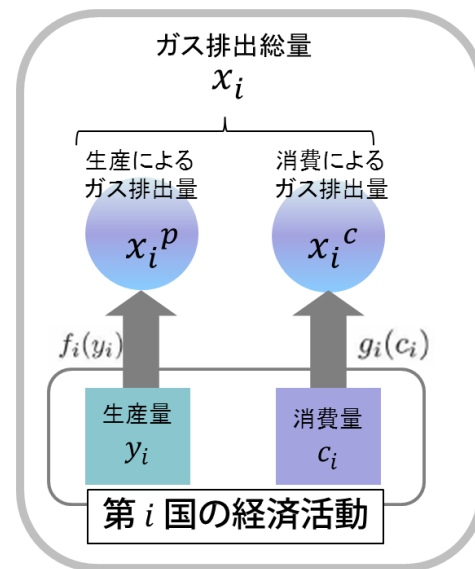 ガス排出総量
x_i
生産による
ガス排出量
消費による
ガス排出量
x_i^p
x_i^c
f_i(y_i)
g_i(c_i)
生産量
y_i
消費量
c_i
第 i 国の経済活動